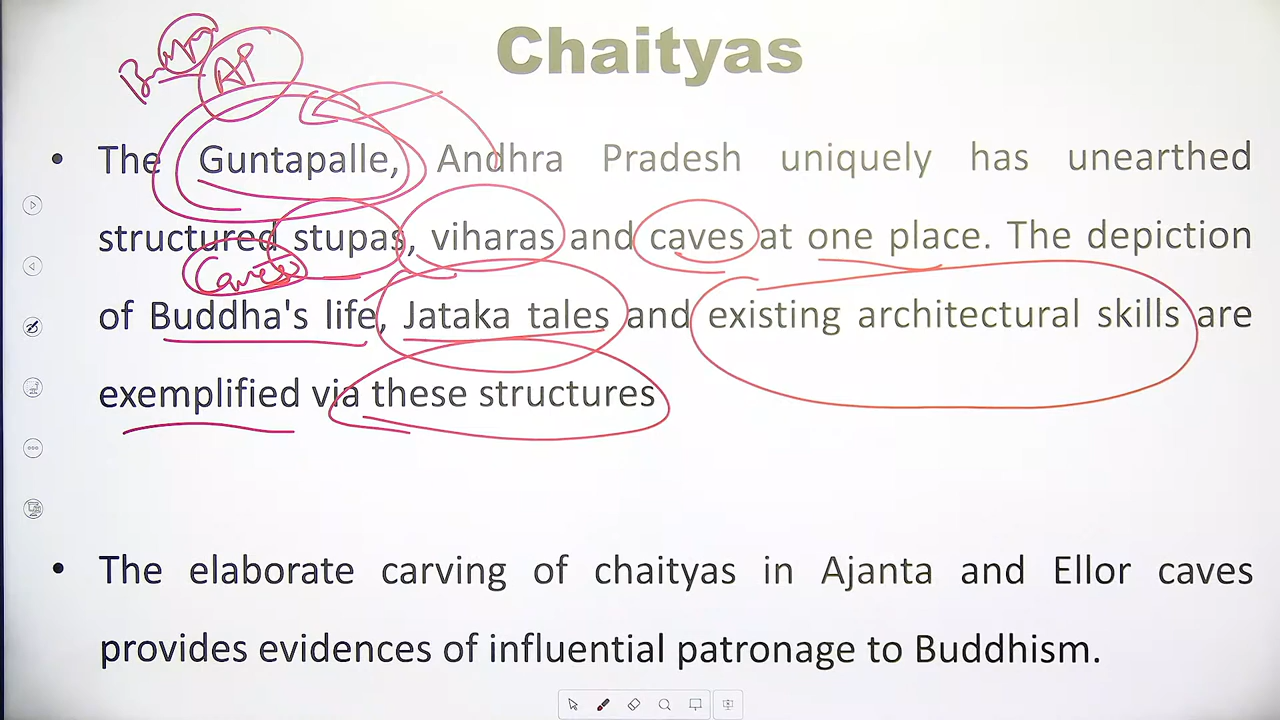 Chaityas
AP
• The Guntapalle, Andhra Pradesh uniquely has unearthed
structured stupas, viharas and caves at one place. The depiction
Caves
of Buddha's life, Jataka tales and existing architectural skills are
exemplified via these structures
• The elaborate carving of chaityas in Ajanta and Ellor caves
provides evidences of influential patronage to Buddhism.